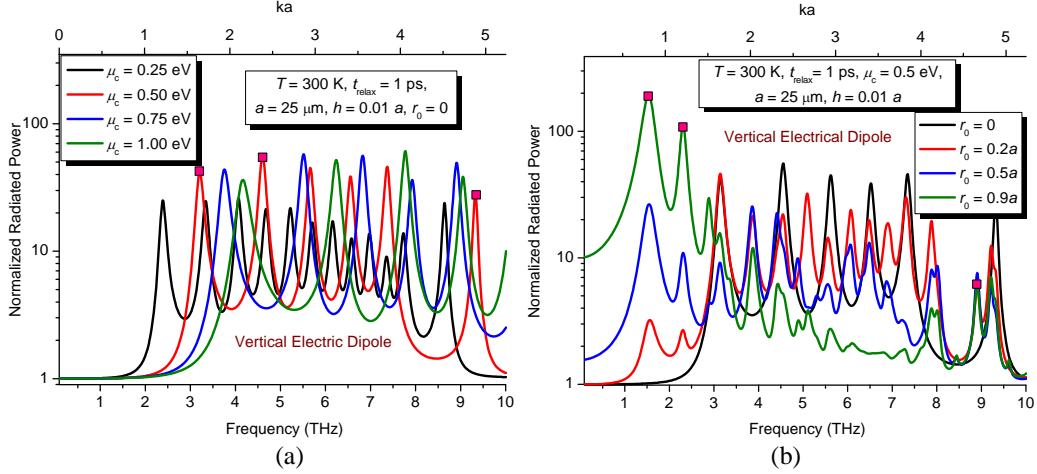 ka
0 1 2 3 4 5
μc = 0.25 eV
μc = 0.50 eV
μc = 0.75 eV
μc = 1.00 eV
T = 300 K, trelax = 1 ps,
a = 25 μm, h = 0.01 a, r0 = 0
Vertical Electric Dipole
Normalized Radiated Power
100
10
1
0 1 2 3 4 5 6 7 8 9 10
Frequency (THz)
(a)
ka
1 2 3 4 5
T = 300 K, trelax = 1 ps, μc = 0.5 eV,
a = 25 μm, h = 0.01 a
Vertical Electrical Dipole
r0 = 0
r0 = 0.2a
r0 = 0.5a
r0 = 0.9a
Normalized Radiated Power
100
10
1
1 2 3 4 5 6 7 8 9 10
Frequency (THz)
(b)